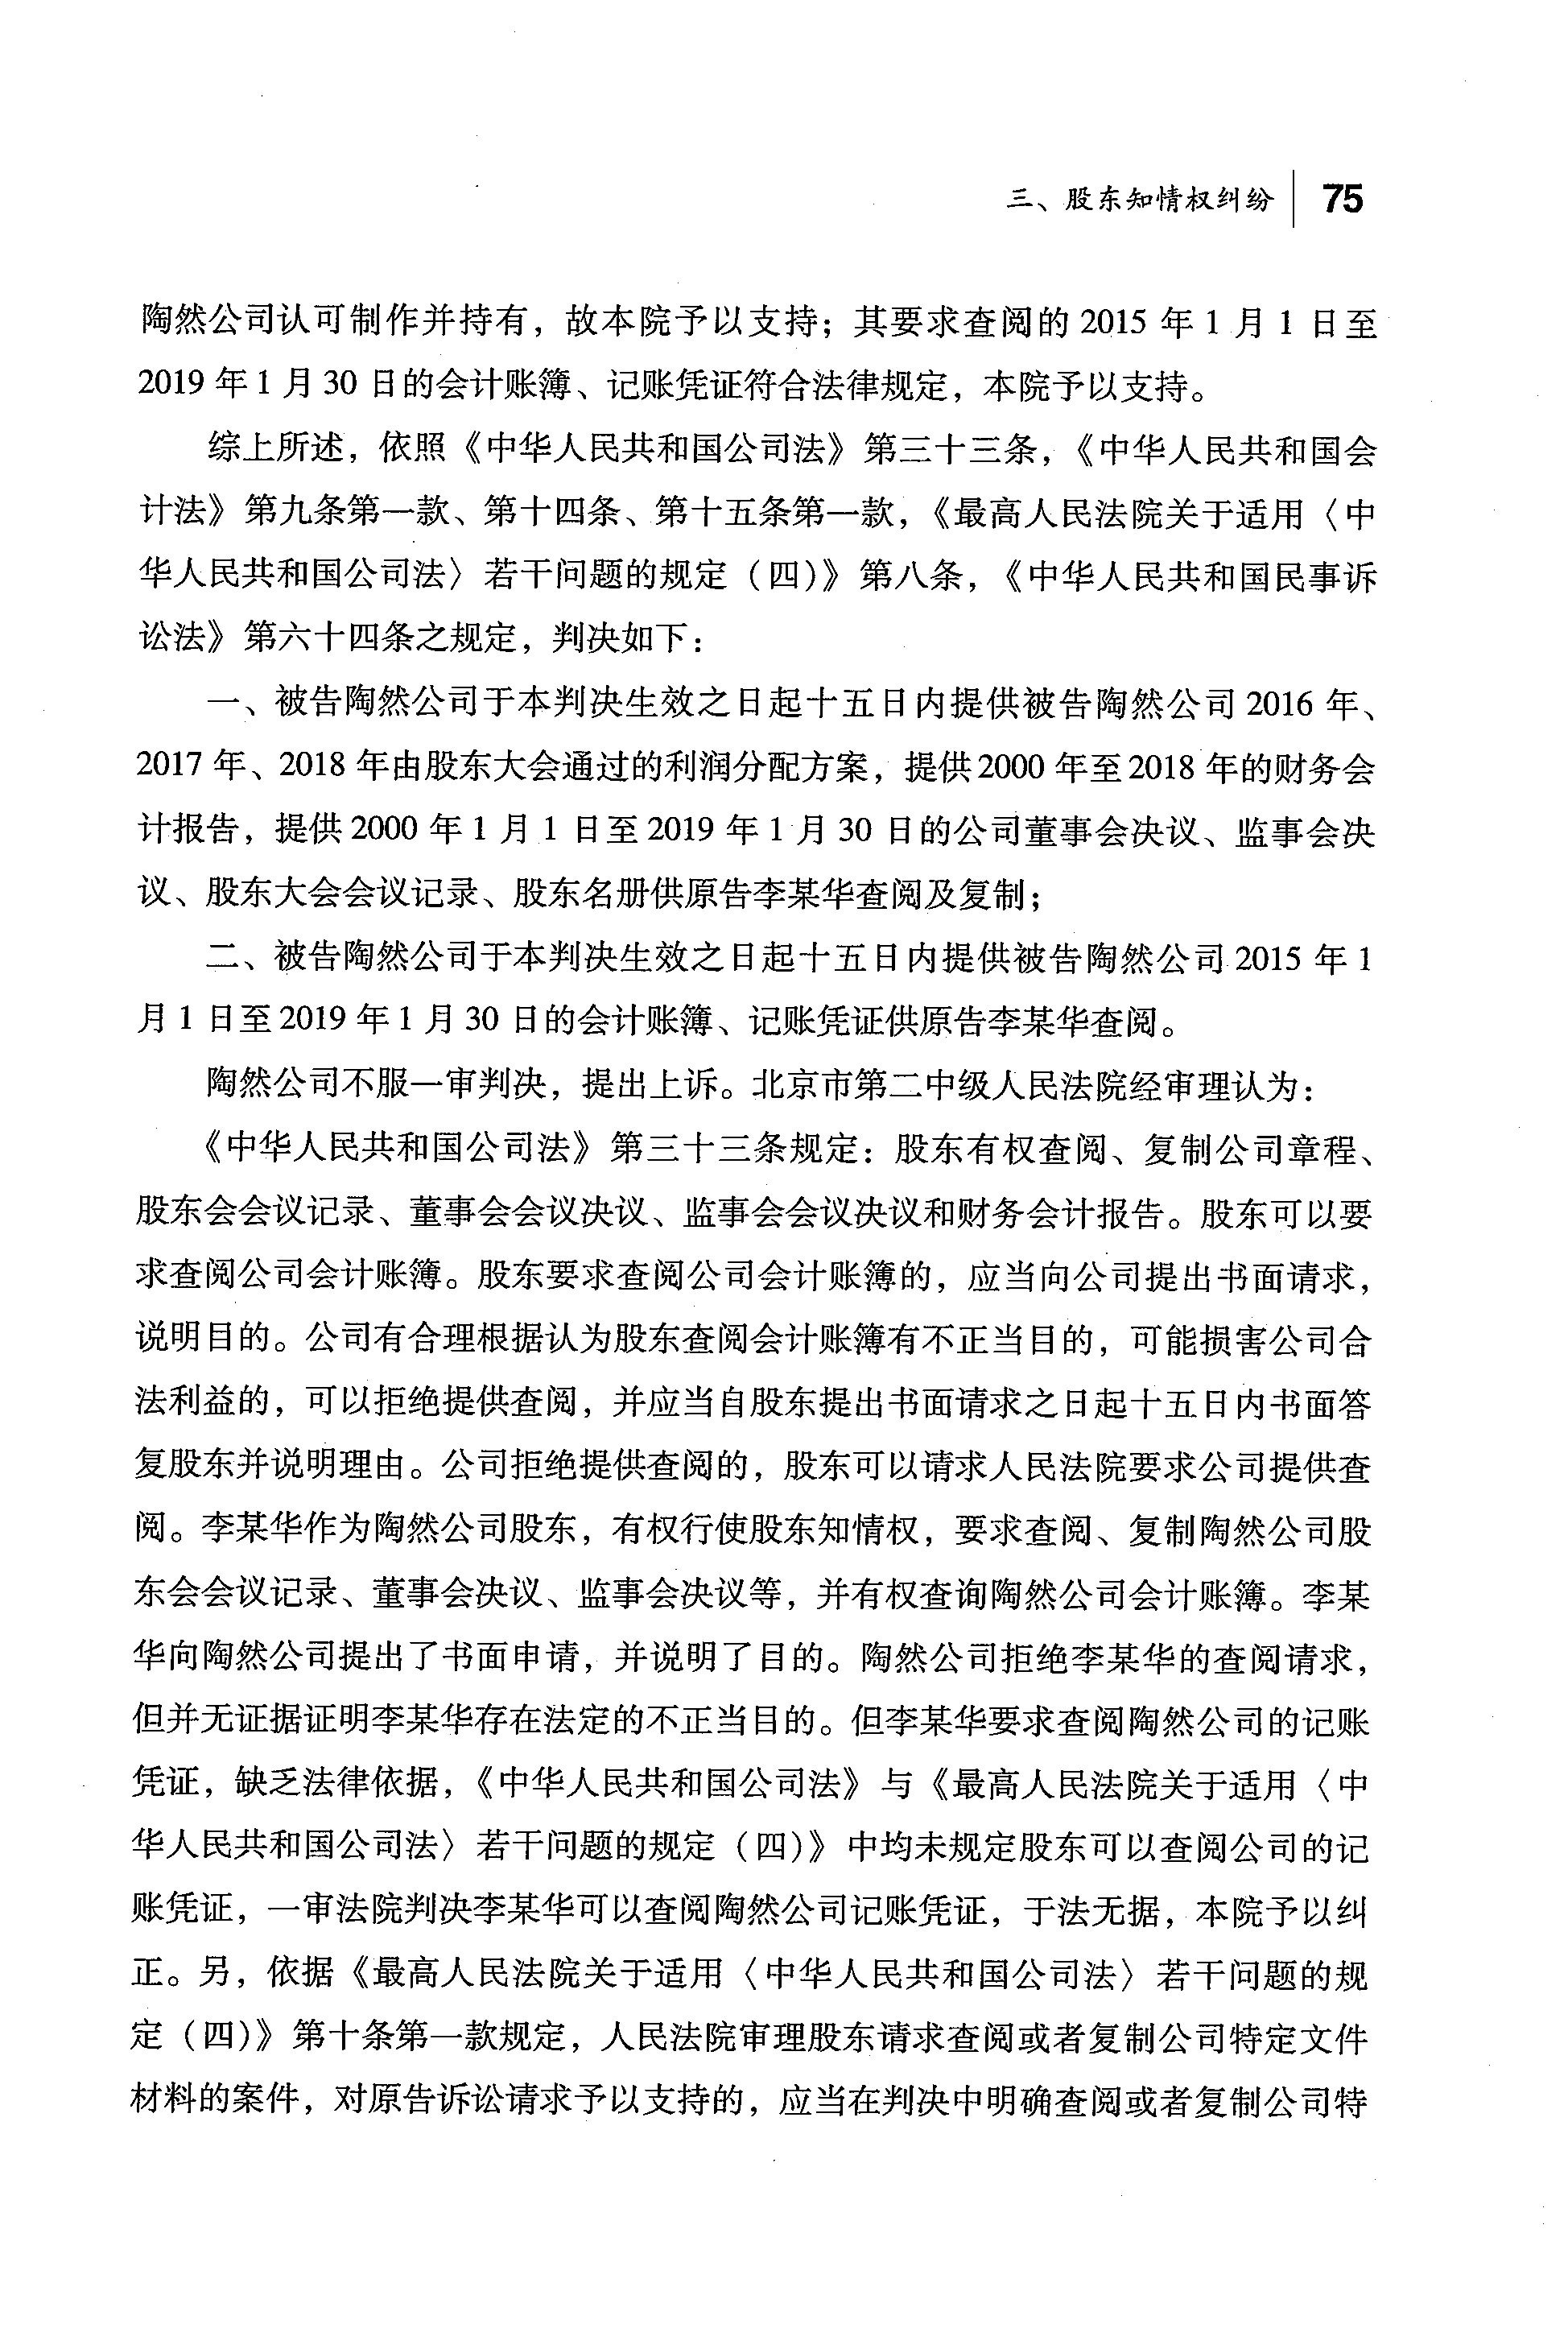 三、股东知情权纠纷 75
陶然公司认可制作并持有，故本院予以支持；其要求查阅的 2015 年 1 月 1 日至
2019 年 1 月 30 日的会计账簿、记账凭证符合法律规定，本院予以支持。
综上所述，依照《中华人民共和国公司法》第三十三条，《中华人民共和国会
计法》第九条第一款、第十四条、第十五条第一款，《最高人民法院关于适用〈中
华人民共和国公司法〉若干问题的规定（四）》第八条，《中华人民共和国民事诉
讼法》第六十四条之规定，判决如下：
一、被告陶然公司于本判决生效之日起十五日内提供被告陶然公司 2016 年、
2017 年、2018 年由股东大会通过的利润分配方案，提供 2000 年至 2018 年的财务会
计报告，提供 2000 年 1 月 1 日至 2019 年 1 月 30 日的公司董事会决议、监事会决
议、股东大会会议记录、股东名册供原告李某华查阅及复制；
二、被告陶然公司于本判决生效之日起十五日内提供被告陶然公司 2015 年 1
月 1 日至 2019 年 1 月 30 日的会计账簿、记账凭证供原告李某华查阅。
陶然公司不服一审判决，提出上诉。北京市第二中级人民法院经审理认为：
《中华人民共和国公司法》第三十三条规定：股东有权查阅、复制公司章程、
股东会会议记录、董事会会议决议、监事会会议决议和财务会计报告。股东可以要
求查阅公司会计账簿。股东要求查阅公司会计账簿的，应当向公司提出书面请求，
说明目的。公司有合理根据认为股东查阅会计账簿有不正当目的，可能损害公司合
法利益的，可以拒绝提供查阅，并应当自股东提出书面请求之日起十五日内书面答
复股东并说明理由。公司拒绝提供查阅的，股东可以请求人民法院要求公司提供查
阅。李某华作为陶然公司股东，有权行使股东知情权，要求查阅、复制陶然公司股
东会会议记录、董事会决议、监事会决议等，并有权查询陶然公司会计账簿。李某
华向陶然公司提出了书面申请，并说明了目的。陶然公司拒绝李某华的查阅请求，
但并无证据证明李某华存在法定的不正当目的。但李某华要求查阅陶然公司的记账
凭证，缺乏法律依据，《中华人民共和国公司法》与《最高人民法院关于适用〈中
华人民共和国公司法〉若干问题的规定（四）》中均未规定股东可以查阅公司的记
账凭证，一审法院判决李某华可以查阅陶然公司记账凭证，于法无据，本院予以纠
正。另，依据《最高人民法院关于适用〈中华人民共和国公司法〉若干问题的规
定（四）》第十条第一款规定，人民法院审理股东请求查阅或者复制公司特定文件
材料的案件，对原告诉讼请求予以支持的，应当在判决中明确查阅或者复制公司特